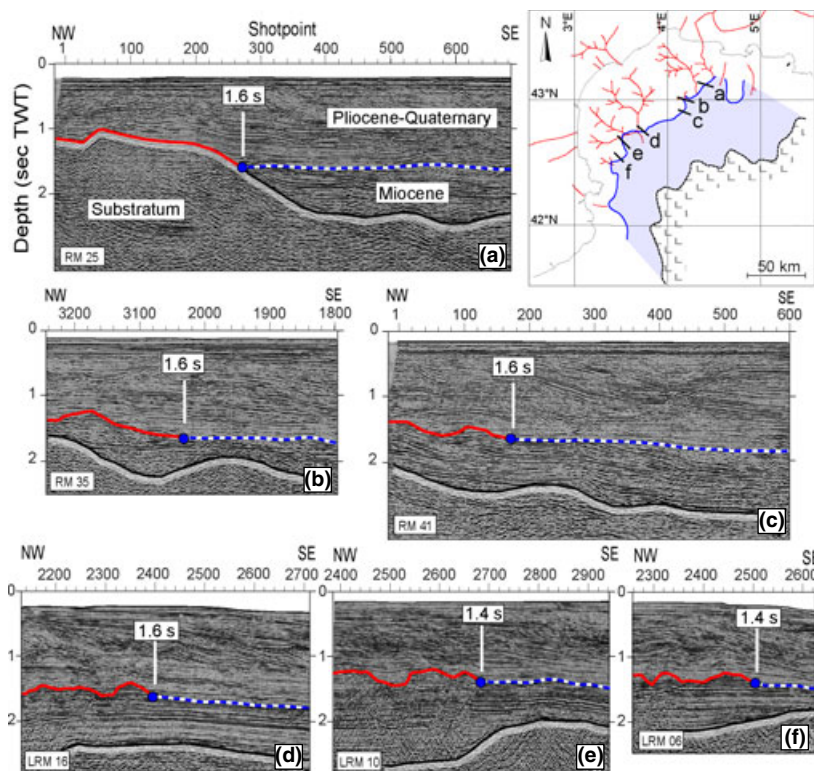 NW Shotpoint SE
1 100 200 300 400 500 600
0
1
2
Depth (sec TWT)
1.6 s
Pliocene-Quaternary
Miocene
Substratum
RM 25
(a)
N
3°E 4°E 5°E
43°N
42°N
a
b
c
d
e
f
50 km
NW SE
3200 3100 2000 1900 1800
0
1
2
1.6 s
RM 35
(b)
NW SE
1 100 200 300 400 500 600
0
1
2
1.6 s
RM 41
(c)
NW SE
2200 2300 2400 2500 2600 2700
0
1
2
1.6 s
LRM 16
(d)
NW SE
2400 2500 2600 2700 2800 2900
0
1
2
1.4 s
LRM 10
(e)
NW SE
2300 2400 2500 2600
0
1
2
1.4 s
LRM 06
(f)